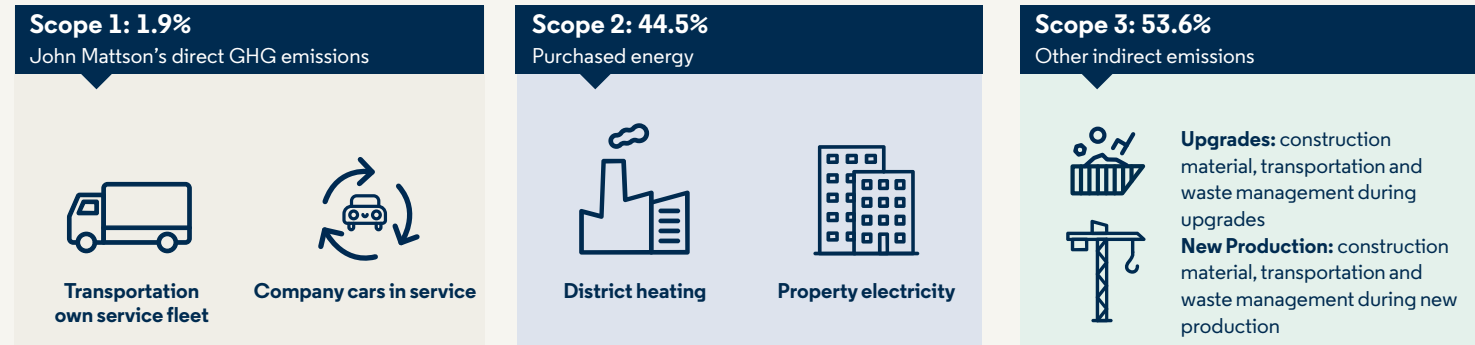 Scope 1: 1.9%
John Mattson’s direct GHG emissions
Transportation
own service fleet
Company cars in service
Scope 2: 44.5%
Purchased energy
District heating
Property electricity
Scope 3: 53.6%
Other indirect emissions
Upgrades: construction
material, transportation and
waste management during
upgrades
New Production: construction
material, transportation and
waste management during new
production